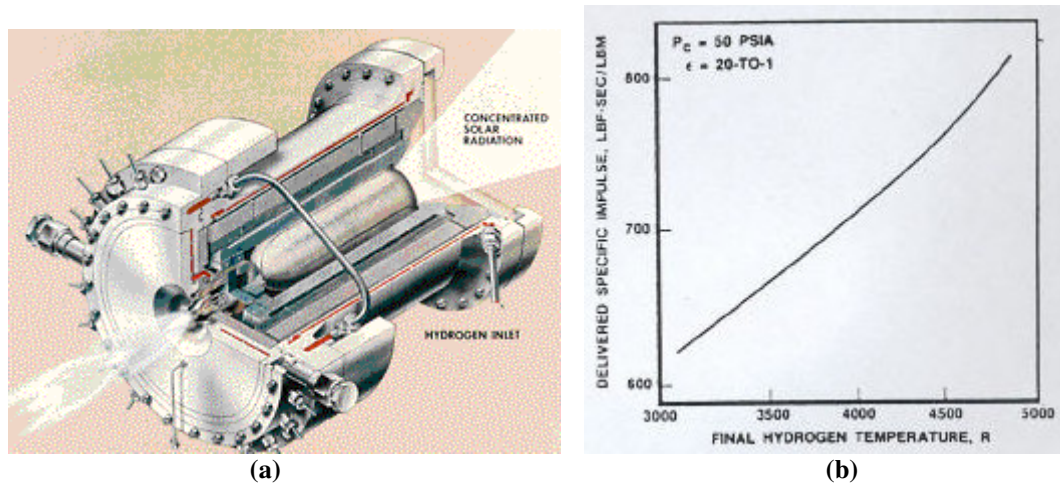 CONCENTRATED
SOLAR
RADIATION
HYDROGEN INLET
(a)
P_C = 50 PSIA
ε = 20-TO-1
DELIVERED SPECIFIC IMPULSE, LBF-SEC/LBM
800
700
600
3000
3500
4000
4500
5000
FINAL HYDROGEN TEMPERATURE, R
(b)